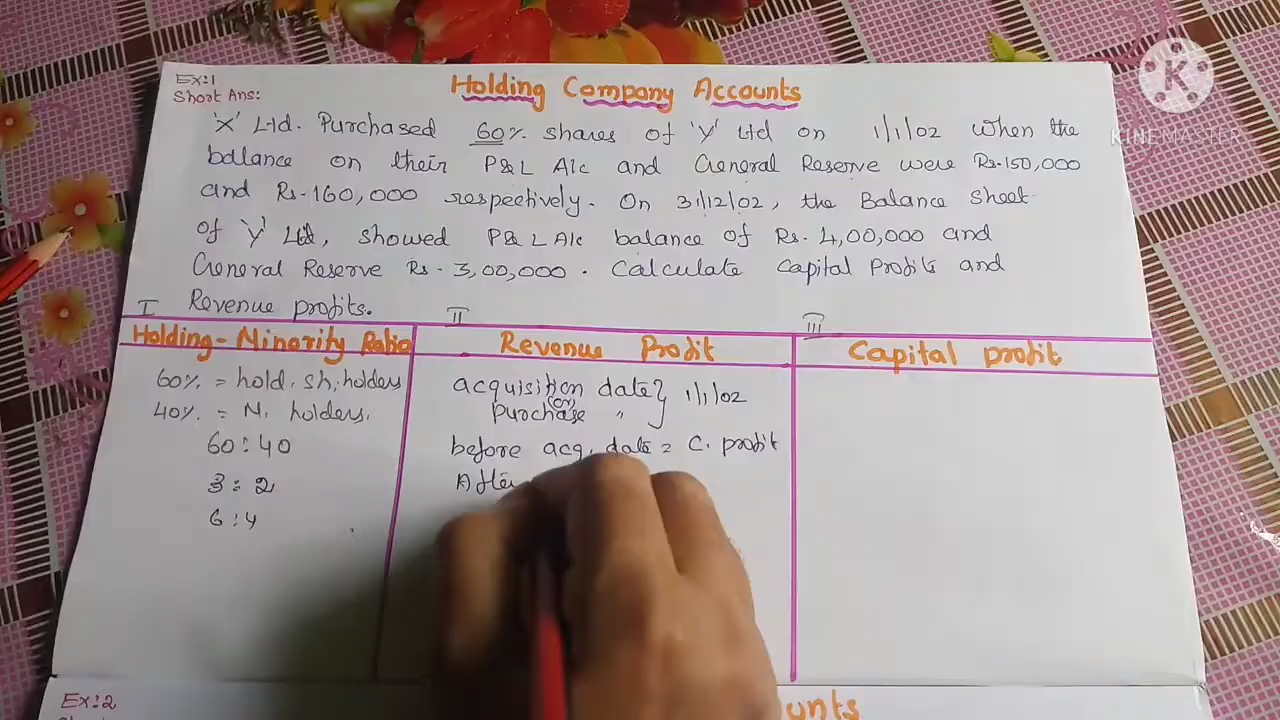 Ex:1
Short Ans:
Holding Company Accounts
'X' Ltd. Purchased 60% shares of 'Y' Ltd on 1/1/02 when the
ballance on their P&L A/c and General Reserve were Rs.150,000
and Rs-160,000 respectively. On 31/12/02, the Balance Sheet
of 'Y' Ltd, showed P&L A/c balance of Rs. 4,00,000 and
General Reserve Rs. 3,00,000. Calculate Capital Profits and
Revenue profits.
I
Holding-Minority Ratio
60% = hold. sh. holders
40% = M. holders.
60:40
3:2
6:4
II
Revenue Profit
acquisition date} 1/1/02
(or)
Purchase "
before acq. date = C. profit
After
III
Capital profit
Ex:2
KINEMASTER